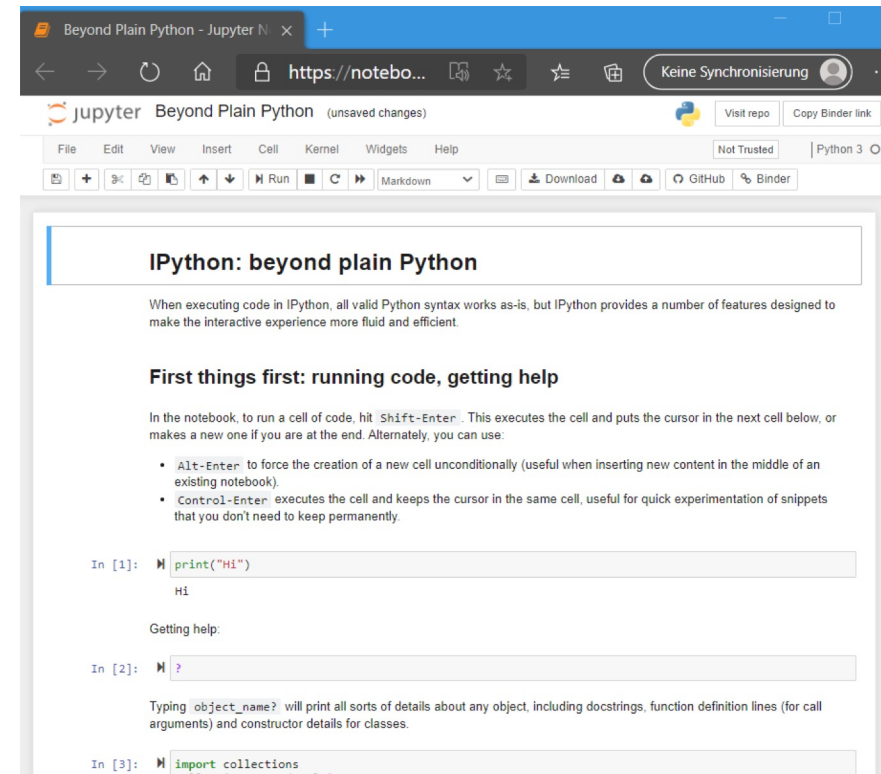 Beyond Plain Python - Jupyter N
https://notebo...
Keine Synchronisierung
jupyter Beyond Plain Python (unsaved changes)
Visit repo Copy Binder link
File Edit View Insert Cell Kernel Widgets Help
Not Trusted Python 3
Run Markdown Download GitHub Binder
IPython: beyond plain Python
When executing code in IPython, all valid Python syntax works as-is, but IPython provides a number of features designed to
make the interactive experience more fluid and efficient.
First things first: running code, getting help
In the notebook, to run a cell of code, hit Shift-Enter . This executes the cell and puts the cursor in the next cell below, or
makes a new one if you are at the end. Alternately, you can use:
• Alt-Enter to force the creation of a new cell unconditionally (useful when inserting new content in the middle of an
existing notebook).
• Control-Enter executes the cell and keeps the cursor in the same cell, useful for quick experimentation of snippets
that you don't need to keep permanently.
In [1]: print("Hi")
Hi
Getting help:
In [2]: ?
Typing object_name? will print all sorts of details about any object, including docstrings, function definition lines (for call
arguments) and constructor details for classes.
In [3]: import collections